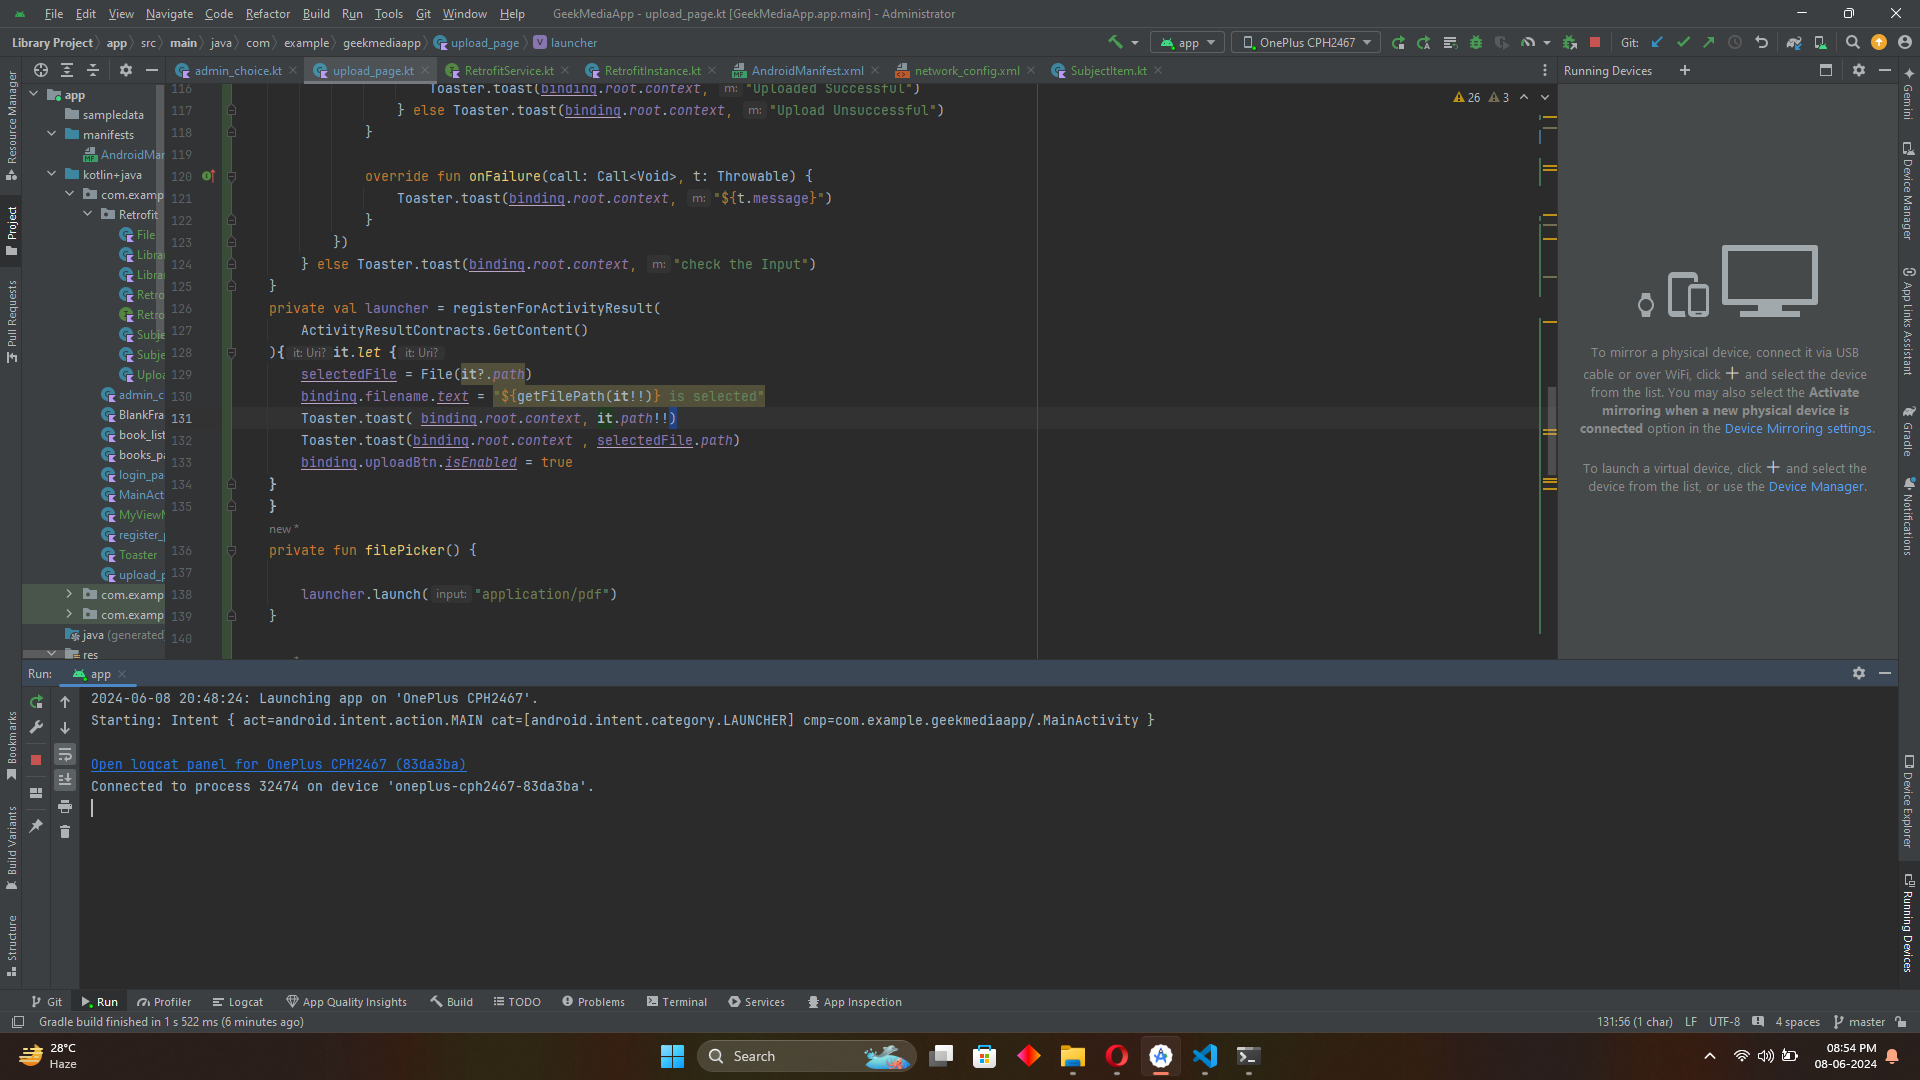 File Edit View Navigate Code Refactor Build Run Tools Git Window Help GeekMediaApp - upload_page.kt [GeekMediaApp.app.main] - Administrator
Library Project app src main java com example geekmediaapp upload_page launcher app OnePlus CPH2467 Git:
admin_choice.kt upload_page.kt RetrofitService.kt RetrofitInstance.kt AndroidManifest.xml network_config.xml SubjectItem.kt Running Devices
Resource Manager
Project
Pull Requests
Bookmarks
Build Variants
Structure
app
sampledata
manifests
AndroidMar
kotlin+java
com.examp
Retrofit
File
Libra
Libra
Retro
Retro
Subje
Subje
Uploa
admin_c
BlankFra
book_list
books_pa
login_pa
MainAct
MyViewM
register_p
Toaster
upload_p
com.examp
com.examp
java (generated
res
26 3
116 Toaster.toast(binding.root.context, m: "Uploaded Successful")
117 } else Toaster.toast(binding.root.context, m: "Upload Unsuccessful")
118 }
119
120 override fun onFailure(call: Call<Void>, t: Throwable) {
121 Toaster.toast(binding.root.context, m: "${t.message}")
122 }
123 })
124 } else Toaster.toast(binding.root.context, m: "check the Input")
125 }
126 private val launcher = registerForActivityResult(
127 ActivityResultContracts.GetContent()
128 ){ it: Uri? it.let { it: Uri?
129 selectedFile = File(it?.path)
130 binding.filename.text = "${getFilePath(it!!)} is selected"
131 Toaster.toast( binding.root.context, it.path!!)
132 Toaster.toast(binding.root.context , selectedFile.path)
133 binding.uploadBtn.isEnabled = true
134 }
135 }
new *
136 private fun filePicker() {
137
138 launcher.launch( input: "application/pdf")
139 }
140
To mirror a physical device, connect it via USB
cable or over WiFi, click + and select the device
from the list. You may also select the Activate
mirroring when a new physical device is
connected option in the Device Mirroring settings.
To launch a virtual device, click + and select the
device from the list, or use the Device Manager.
Gemini
Device Manager
App Links Assistant
Gradle
Notifications
Device Explorer
Running Devices
Run: app
2024-06-08 20:48:24: Launching app on 'OnePlus CPH2467'.
Starting: Intent { act=android.intent.action.MAIN cat=[android.intent.category.LAUNCHER] cmp=com.example.geekmediaapp/.MainActivity }
Open logcat panel for OnePlus CPH2467 (83da3ba)
Connected to process 32474 on device 'oneplus-cph2467-83da3ba'.
Git Run Profiler Logcat App Quality Insights Build TODO Problems Terminal Services App Inspection
Gradle build finished in 1 s 522 ms (6 minutes ago) 131:56 (1 char) LF UTF-8 4 spaces master
28°C
Haze
Search
08:54 PM
08-06-2024